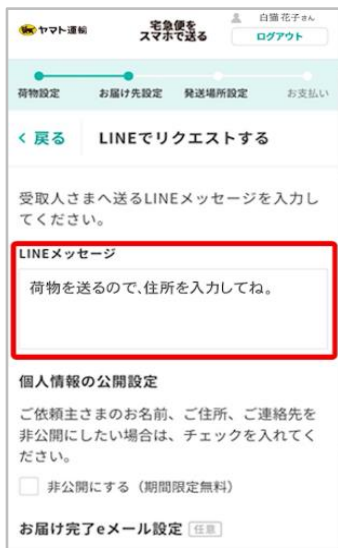 ヤマト運輸
宅急便を
スマホで送る
白猫 花子さん
ログアウト
荷物設定
お届け先設定
発送場所設定
お支払い
< 戻る
LINEでリクエストする
受取人さまへ送るLINEメッセージを入力し
てください。
LINEメッセージ
荷物を送るので、住所を入力してね。
個人情報の公開設定
ご依頼主さまのお名前、ご住所、ご連絡先を
非公開にしたい場合は、チェックを入れてく
ださい。
非公開にする（期間限定無料）
お届け完了eメール設定 任意